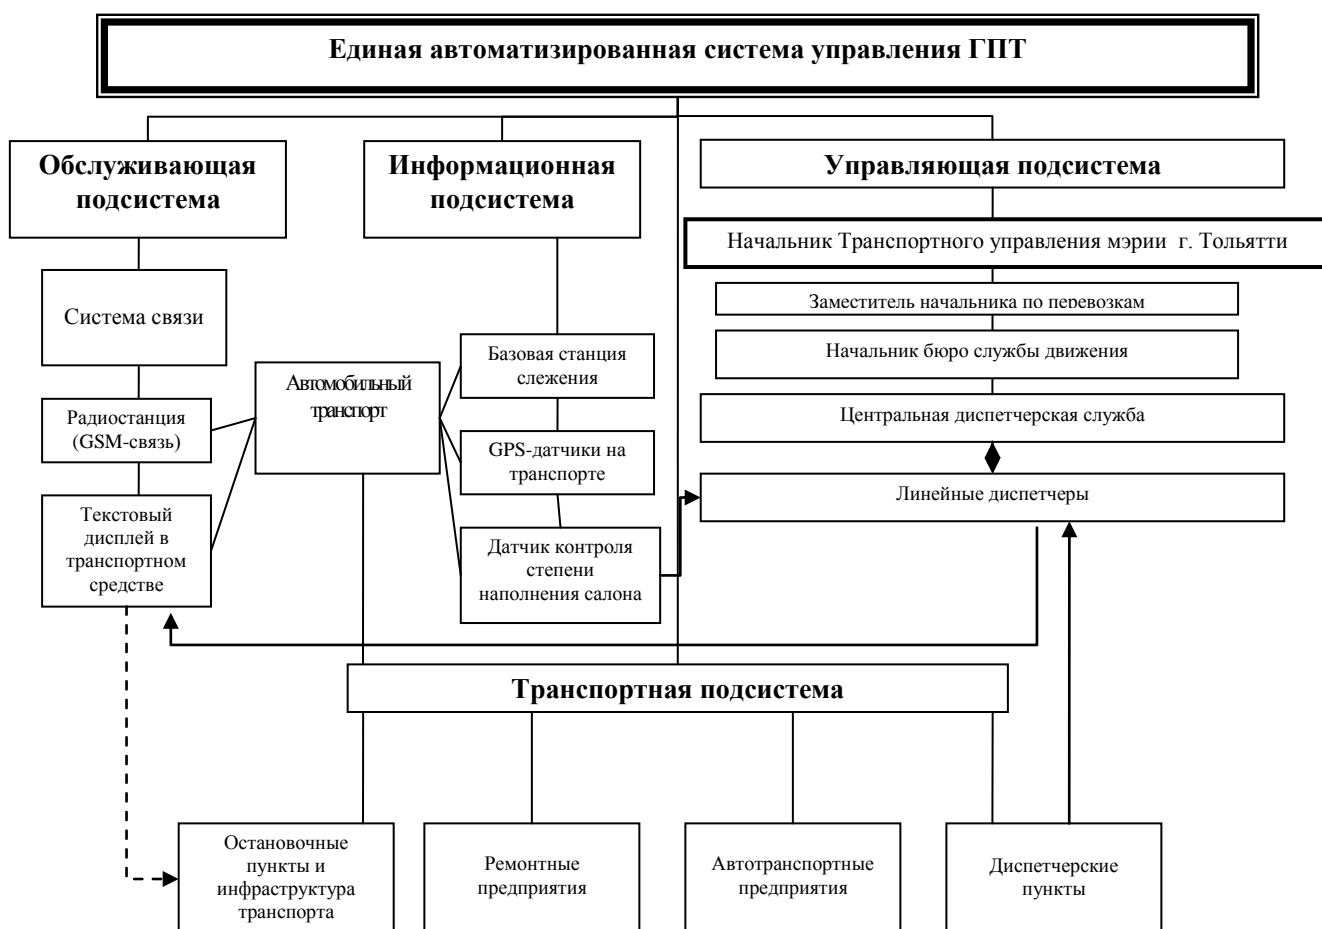 Единая автоматизированная система управления ГПТ
Обслуживающая
подсистема
Информационная
подсистема
Управляющая подсистема
Начальник Транспортного управления мэрии г. Тольятти
Заместитель начальника по перевозкам
Начальник бюро службы движения
Центральная диспетчерская служба
Линейные диспетчеры
Система связи
Радиостанция
(GSM-связь)
Текстовый
дисплей в
транспортном
средстве
Автомобильный
транспорт
Базовая станция
слежения
GPS-датчики на
транспорте
Датчик контроля
степени
наполнения салона
Транспортная подсистема
Остановочные
пункты и
инфраструктура
транспорта
Ремонтные
предприятия
Автотранспортные
предприятия
Диспетчерские
пункты